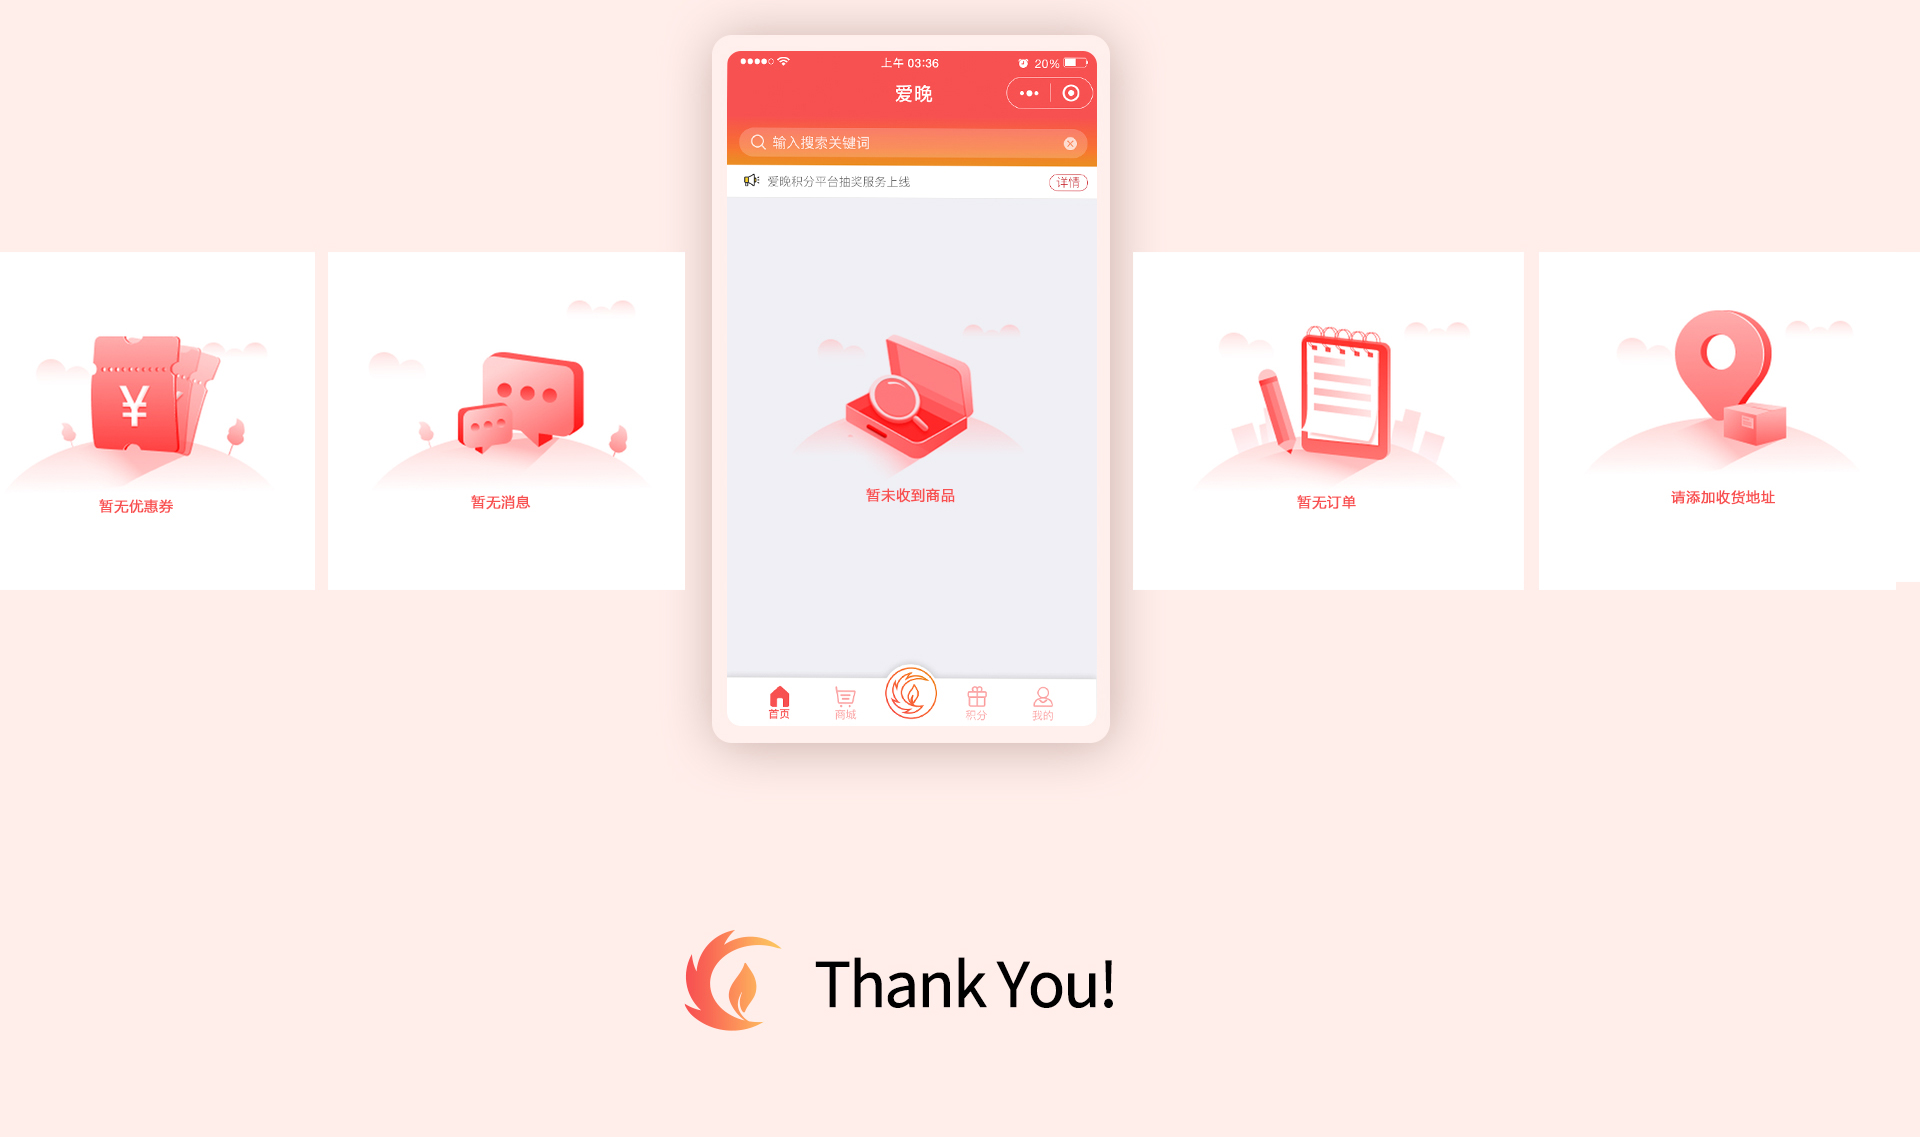 上午 03:36
20%
爱晚
输入搜索关键词
爱晚积分平台抽奖服务上线
详情
¥
暂无优惠券
暂无消息
暂未收到商品
暂无订单
请添加收货地址
首页
商城
积分
我的
Thank You!